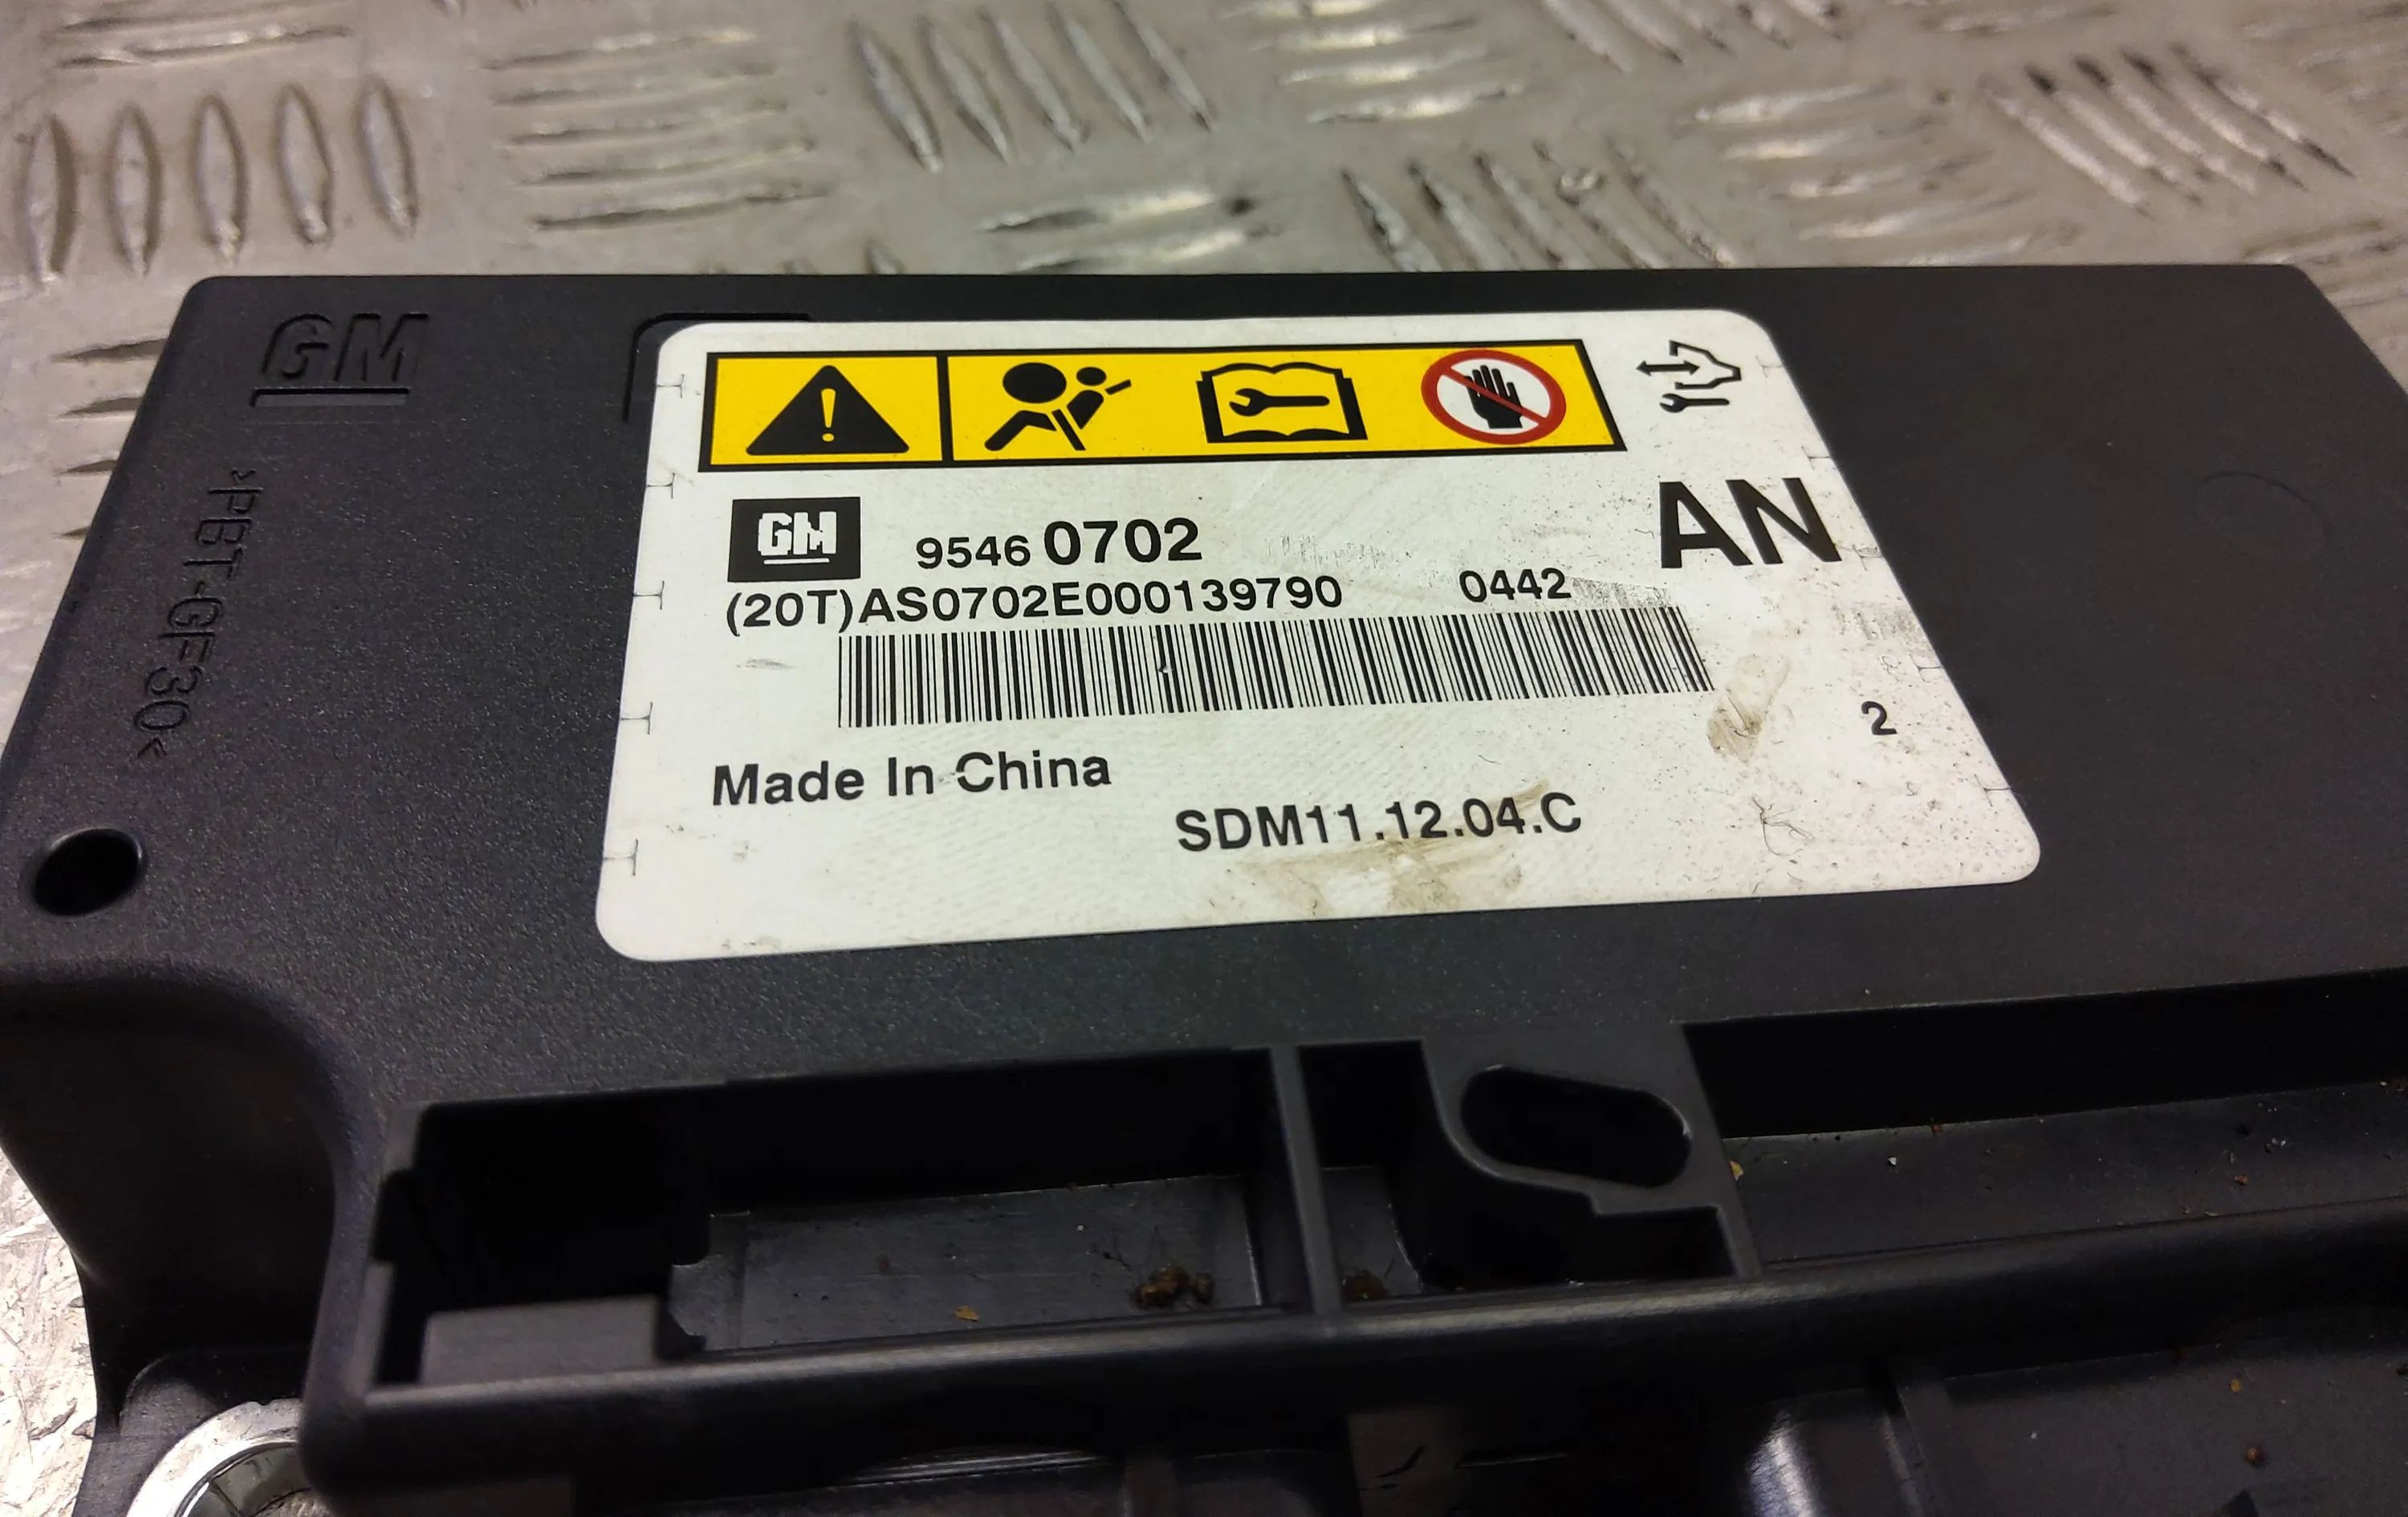 GM
>PBT-GF30<
GM 9546 0702
AN
(20T)AS0702E000139790 0442
2
Made In China
SDM11.12.04.C